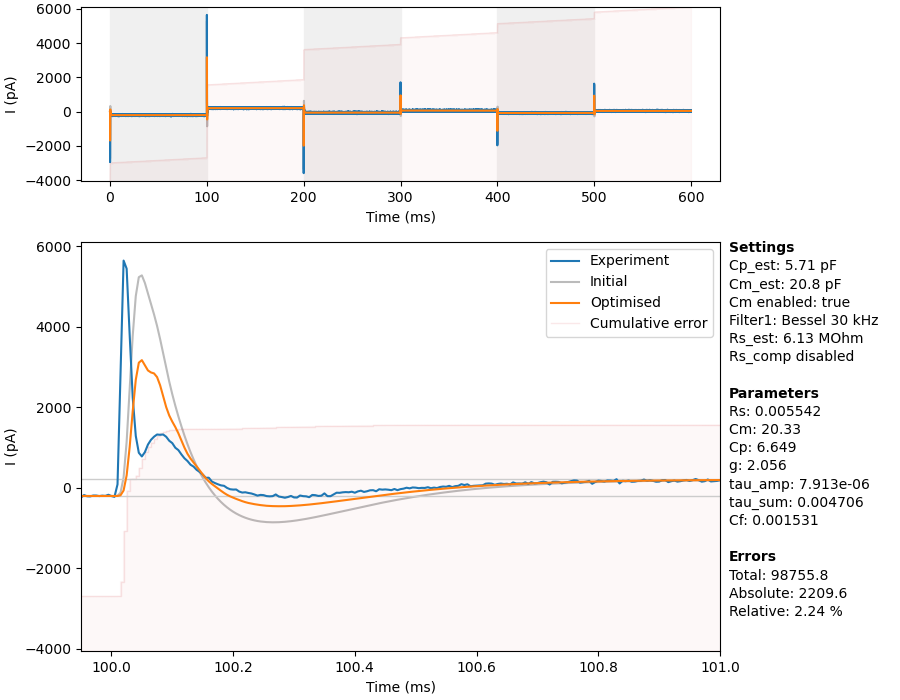 6000
4000
2000
0
−2000
−4000
I (pA)
0 100 200 300 400 500 600
Time (ms)
6000
4000
2000
0
−2000
−4000
I (pA)
100.0 100.2 100.4 100.6 100.8 101.0
Time (ms)
Experiment
Initial
Optimised
Cumulative error
Settings
Cp_est: 5.71 pF
Cm_est: 20.8 pF
Cm enabled: true
Filter1: Bessel 30 kHz
Rs_est: 6.13 MOhm
Rs_comp disabled
Parameters
Rs: 0.005542
Cm: 20.33
Cp: 6.649
g: 2.056
tau_amp: 7.913e-06
tau_sum: 0.004706
Cf: 0.001531
Errors
Total: 98755.8
Absolute: 2209.6
Relative: 2.24 %